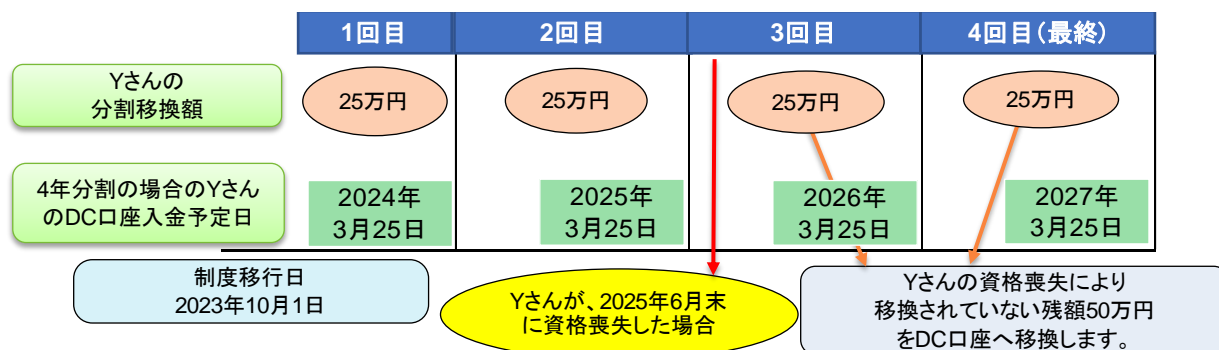 1回目
2回目
3回目
4回目(最終)
Yさんの
分割移換額
25万円
25万円
25万円
25万円
4年分割の場合のYさん
のDC口座入金予定日
2024年
3月25日
2025年
3月25日
2026年
3月25日
2027年
3月25日
制度移行日
2023年10月1日
Yさんが、2025年6月末
に資格喪失した場合
Yさんの資格喪失により
移換されていない残額50万円
をDC口座へ移換します。